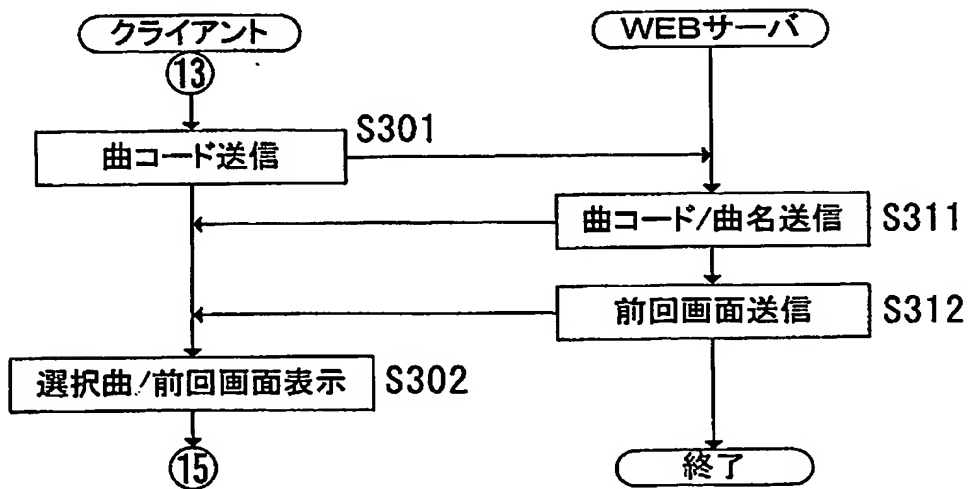 クライアント
WEBサーバ
⑬
S301
曲コード送信
曲コード/曲名送信 S311
前回画面送信 S312
選択曲/前回画面表示 S302
⑮
終了